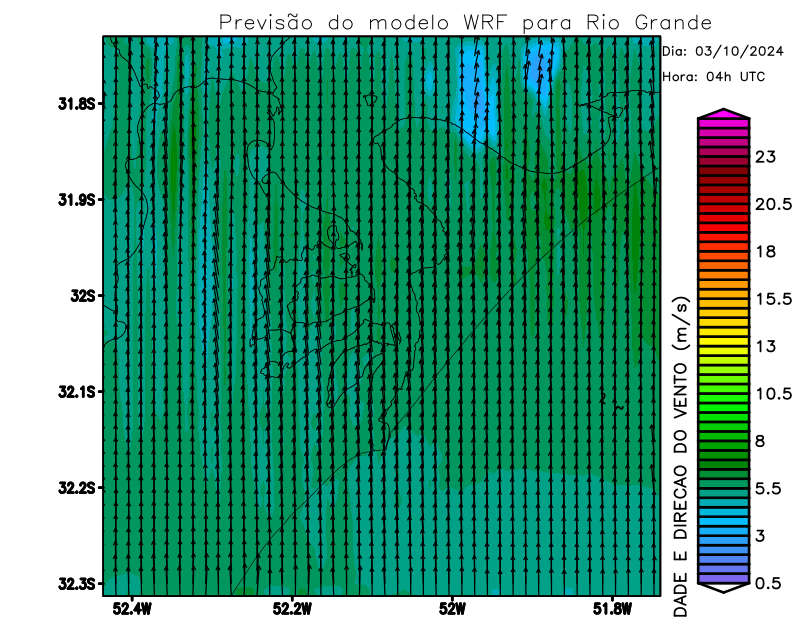 Previsão do modelo WRF para Rio Grande
Dia: 03/10/2024
Hora: 04h UTC
31.8S
31.9S
32S
32.1S
32.2S
32.3S
52.4W
52.2W
52W
51.8W
23
20.5
18
15.5
13
10.5
8
5.5
3
0.5
DADE E DIRECAO DO VENTO (m/s)